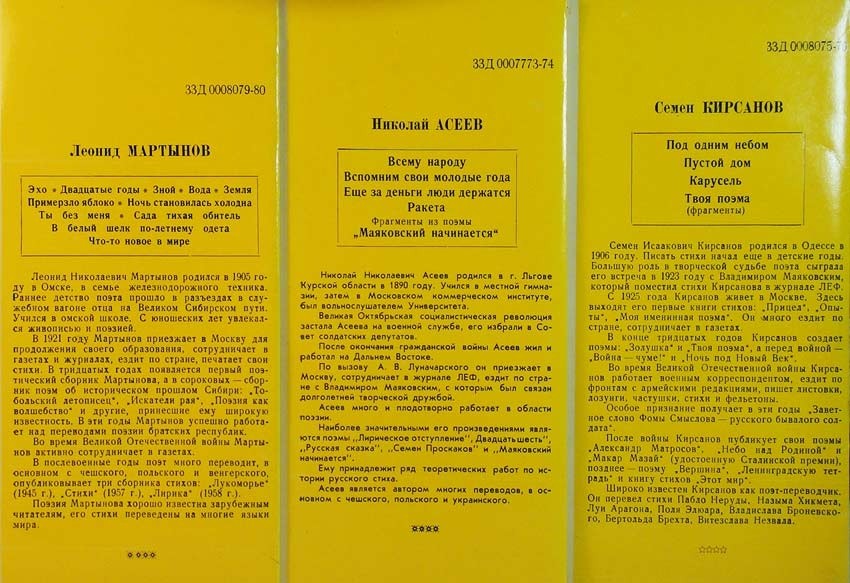 33Д 0008079-80
Леонид МАРТЫНОВ
Эхо * Двадцатые годы * Зной * Вода * Земля
Примерзло яблоко * Ночь становилась холодна
Ты без меня * Сада тихая обитель
В белый шелк по-летнему одета
Что-то новое в мире
Леонид Николаевич Мартынов родился в 1905 го-
ду в Омске, в семье железнодорожного техника.
Раннее детство поэта прошло в разъездах в слу-
жебном вагоне отца на Великом Сибирском пути.
Учился в омской школе. С юношеских лет увлекал-
ся живописью и поэзией.
В 1921 году Мартынов приезжает в Москву для
продолжения своего образования, сотрудничает в
газетах и журналах, ездит по стране, печатает свои
стихи. В тридцатых годах появляется первый поэ-
тический сборник Мартынова, а в сороковых — сбор-
ник поэм об историческом прошлом Сибири: „То-
больский летописец", „Искатели рая", „Поэзия как
волшебство" и другие, принесшие ему широкую
известность. В эти годы Мартынов успешно работа-
ет над переводами поэзии братских республик.
Во время Великой Отечественной войны Марты-
нов активно сотрудничает в газетах.
В послевоенные годы поэт много переводит, в
основном с чешского, польского и венгерского,
опубликовывает три сборника стихов: „Лукоморье"
(1945 г.), „Стихи" (1957 г.), „Лирика" (1958 г.).
Поэзия Мартынова хорошо известна зарубежным
читателям, его стихи переведены на многие языки
мира.
33Д 0007773-74
Николай АСЕЕВ
Всему народу
Вспомним свои молодые года
Еще за деньги люди держатся
Ракета
Фрагменты из поэмы
„Маяковский начинается"
Николай Николаевич Асеев родился в г. Льгове
Курской области в 1890 году. Учился в местной гимна-
зии, затем в Московском коммерческом институте,
был вольнослушателем Университета.
Великая Октябрьская социалистическая революция
застала Асеева на военной службе, его избрали в Со-
вет солдатских депутатов.
После окончания гражданской войны Асеев жил и
работал на Дальнем Востоке.
По вызову А. В. Луначарского он приезжает в
Москву, сотрудничает в журнале ЛЕФ, ездит по стра-
не с Владимиром Маяковским, с которым был связан
долголетней творческой дружбой.
Асеев много и плодотворно работает в области
поэзии.
Наиболее значительными его произведениями явля-
ются поэмы „Лирическое отступление", Двадцатьшесть",
„Русская сказка", „Семен Проскаков" и „Маяковский
начинается".
Ему принадлежит ряд теоретических работ по ис-
тории русского стиха.
Асеев является автором многих переводов, в ос-
новном с чешского, польского и украинского.
33Д 0008075-
Семен КИРСАНОВ
Под одним небом
Пустой дом
Карусель
Твоя поэма
(фрагменты)
Семен Исаакович Кирсанов родился в Одессе в
1906 году. Писать стихи начал еще в детские годы.
Большую роль в творческой судьбе поэта сыграла
его встреча в 1923 году с Владимиром Маяковским,
который поместил стихи Кирсанова в журнале ЛЕФ.
С 1925 года Кирсанов живет в Москве. Здесь
выходят его первые книги стихов: „Прицел", „Опы-
ты", „Моя именинная поэма". Он много ездит по
стране, сотрудничает в газетах.
В конце тридцатых годов Кирсанов создает
поэмы: „Золушка" и „Твоя поэма", а перед войной —
„Война — чуме!" и „Ночь под Новый Век".
Во время Великой Отечественной войны Кирса-
нов работает военным корреспондентом, ездит по
фронтам с армейскими редакциями, пишет листовки,
лозунги, частушки, стихи и фельетоны.
Особое признание получает в эти годы „Завет-
ное слово Фомы Смыслова — русского бывалого сол-
дата".
После войны Кирсанов публикует свои поэмы
„Александр Матросов", "Небо над Родиной" и
„Макар Мазай" (удостоенную Сталинской премии),
позднее — поэму „Вершина", „Ленинградскую тет-
радь" и книгу стихов „Этот мир".
Широко известен Кирсанов как поэт-переводчик.
Он перевел стихи Пабло Неруды, Назыма Хикмета,
Луи Арагона, Поля Элюара, Владислава Броневско-
го, Бертольда Брехта, Витезслава Незвала.